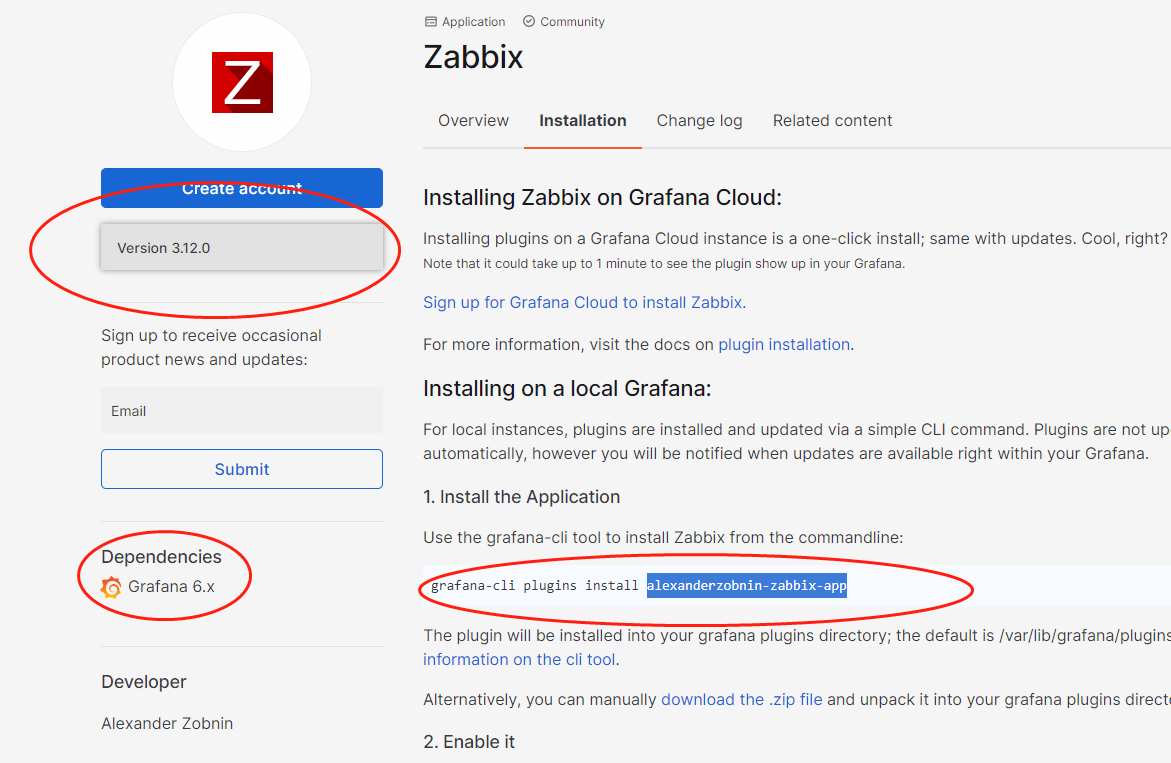 Application Community
Zabbix
Overview Installation Change log Related content
Z
Create account
Version 3.12.0
Sign up to receive occasional
product news and updates:
Email
Submit
Dependencies
Grafana 6.x
Developer
Alexander Zobnin
Installing Zabbix on Grafana Cloud:
Installing plugins on a Grafana Cloud instance is a one-click install; same with updates. Cool, right?
Note that it could take up to 1 minute to see the plugin show up in your Grafana.
Sign up for Grafana Cloud to install Zabbix.
For more information, visit the docs on plugin installation.
Installing on a local Grafana:
For local instances, plugins are installed and updated via a simple CLI command. Plugins are not up
automatically, however you will be notified when updates are available right within your Grafana.
1. Install the Application
Use the grafana-cli tool to install Zabbix from the commandline:
grafana-cli plugins install alexanderzobnin-zabbix-app
The plugin will be installed into your grafana plugins directory; the default is /var/lib/grafana/plugins
information on the cli tool.
Alternatively, you can manually download the .zip file and unpack it into your grafana plugins direct
2. Enable it